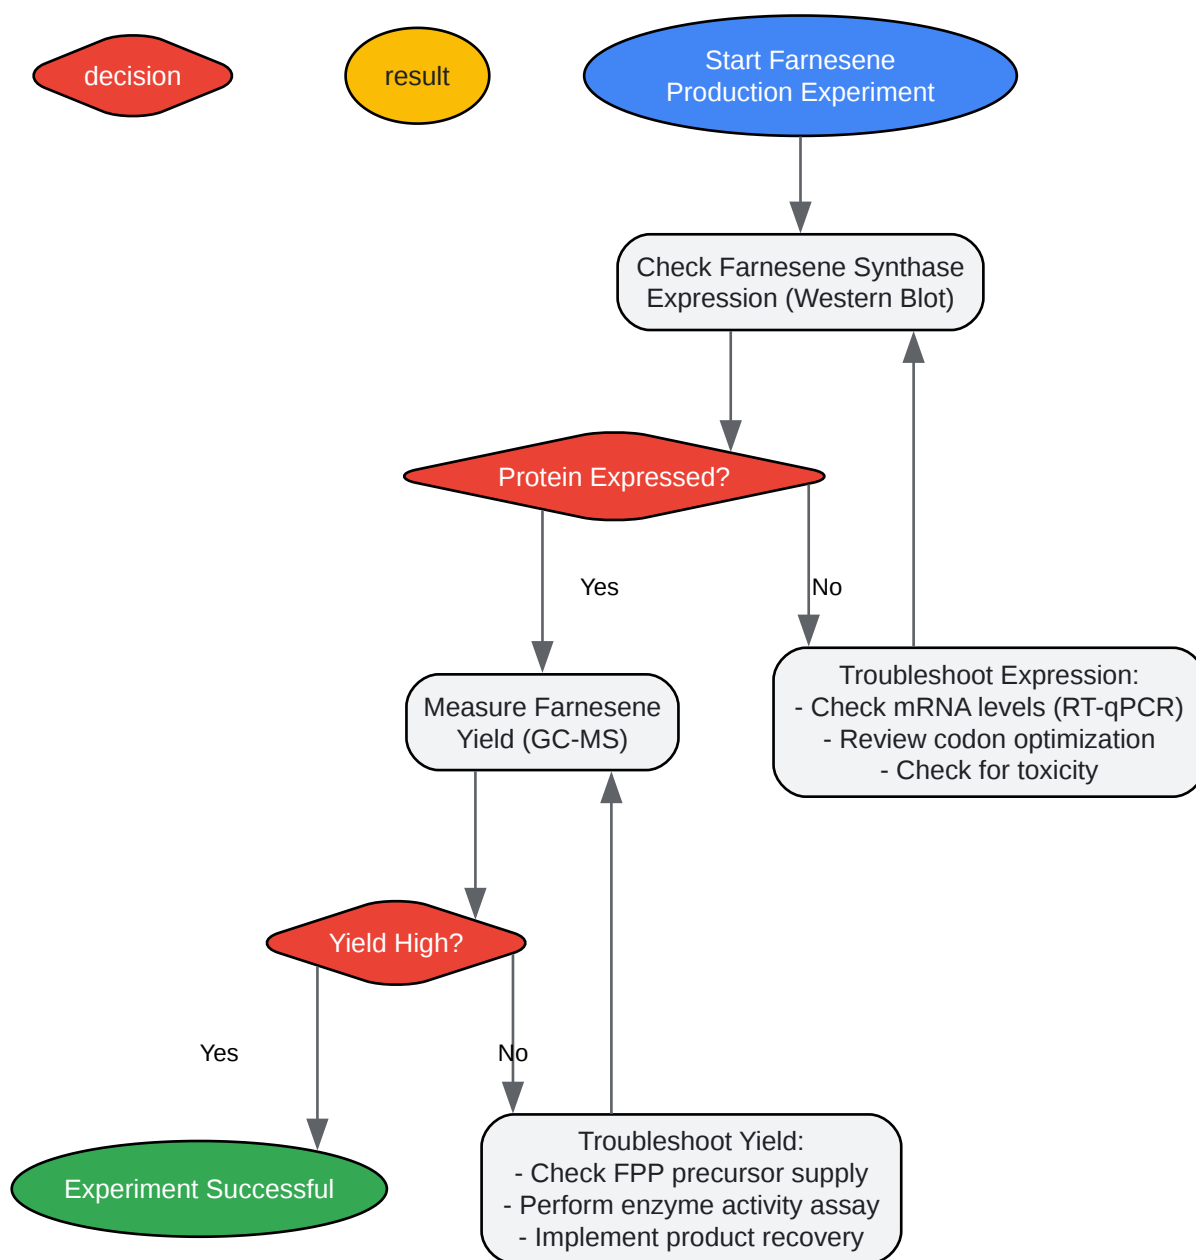 decision
result
Start Farnesene
Production Experiment
Check Farnesene Synthase
Expression (Western Blot)
Protein Expressed?
Yes
No
Troubleshoot Expression:
- Check mRNA levels (RT-qPCR)
- Review codon optimization
- Check for toxicity
Measure Farnesene
Yield (GC-MS)
Yield High?
Yes
No
Experiment Successful
Troubleshoot Yield:
- Check FPP precursor supply
- Perform enzyme activity assay
- Implement product recovery